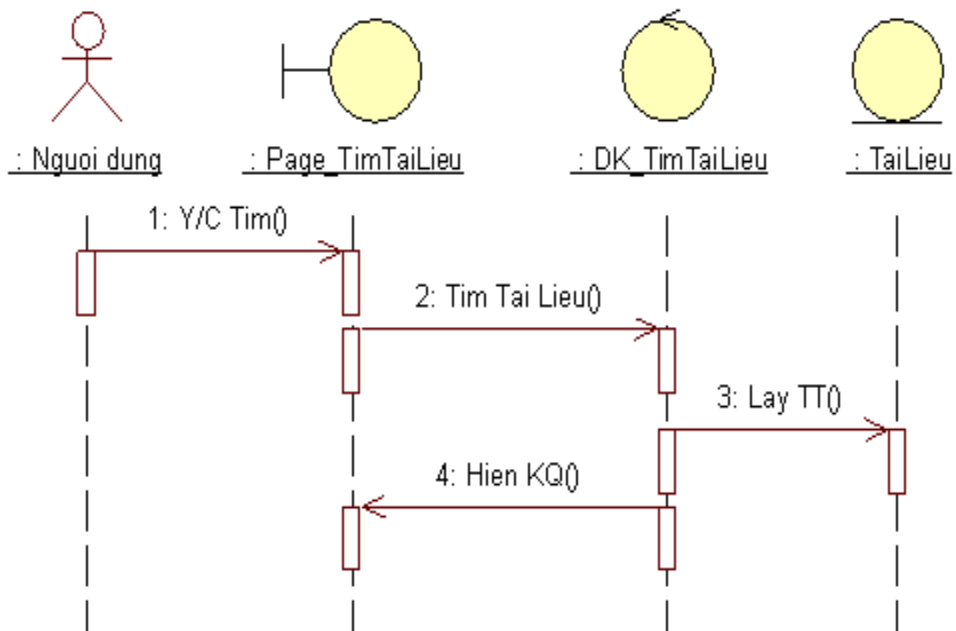 : Nguoi dung
: Page_TimTaiLieu
: DK_TimTaiLieu
: TaiLieu
1: Y/C Tim()
2: Tim Tai Lieu()
3: Lay TT()
4: Hien KQ()